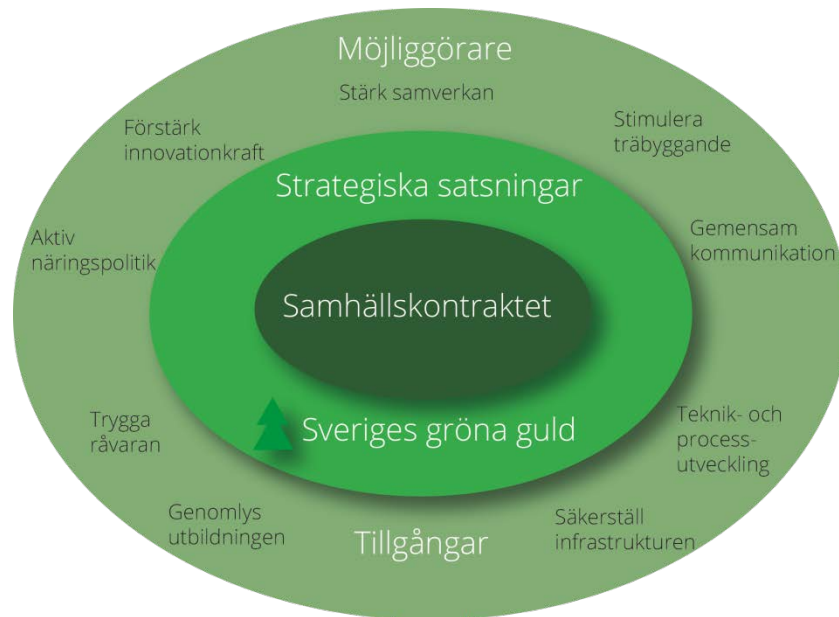 Möjliggörare
Stärk samverkan
Förstärk
innovationkraft
Stimulera
träbyggande
Strategiska satsningar
Aktiv
näringspolitik
Gemensam
kommunikation
Samhällskontraktet
Trygga
råvaran
Sveriges gröna guld
Teknik- och
process-
utveckling
Genomlys
utbildningen
Tillgångar
Säkerställ
infrastrukturen